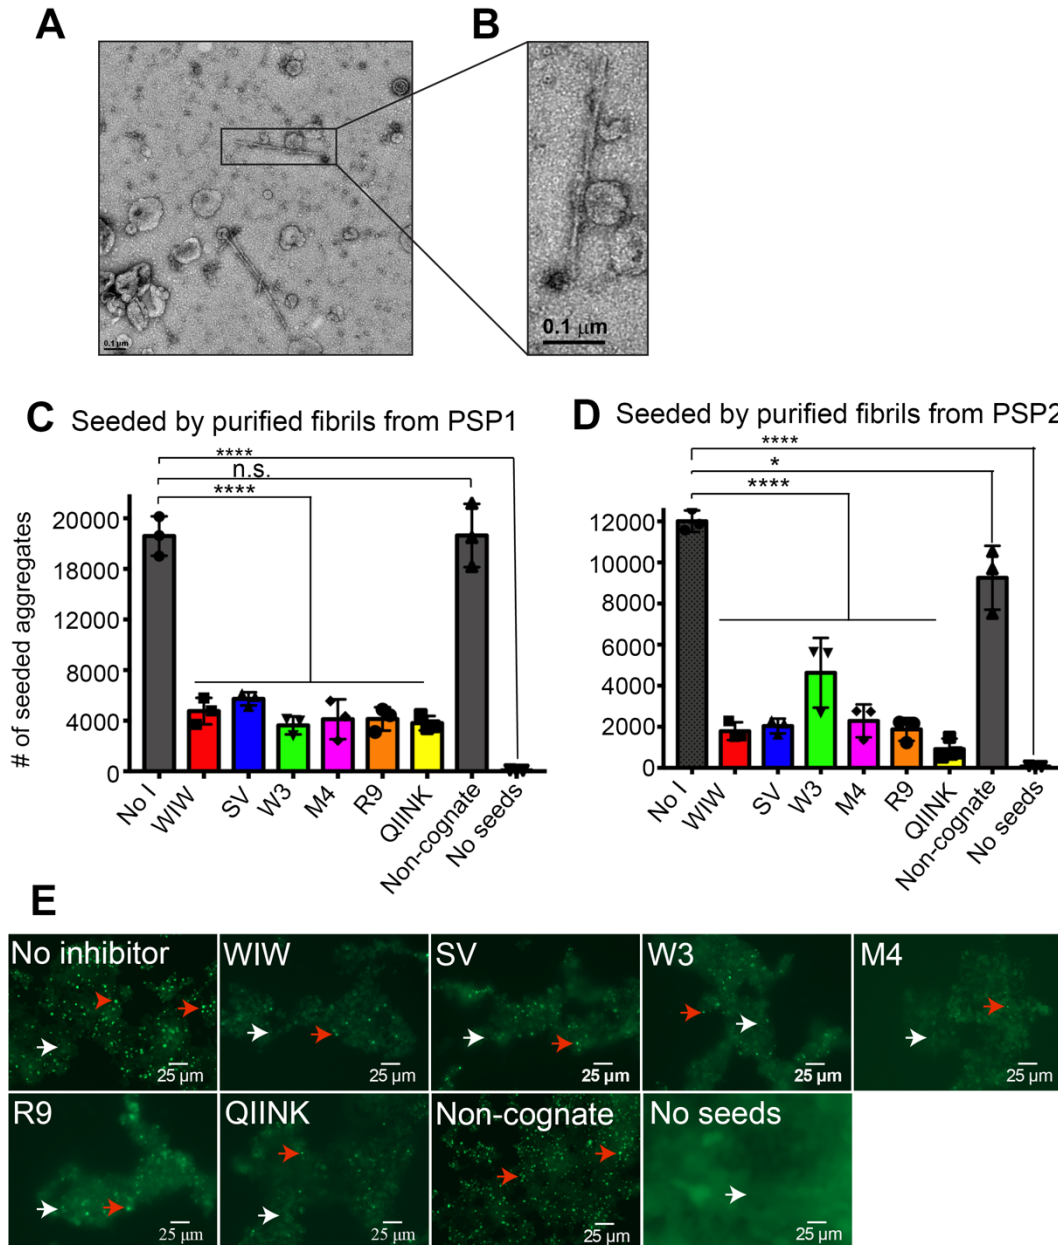 A
B
0.1 µm
0.1 µm
C Seeded by purified fibrils from PSP1
****
n.s.
****
# of seeded aggregates
20000
18000
12000
8000
4000
0
No I
WIW
SV
W3
M4
R9
QIINK
Non-cognate
No seeds
D Seeded by purified fibrils from PSP2
****
*
****
12000
10000
8000
6000
4000
2000
0
No I
WIW
SV
W3
M4
R9
QIINK
Non-cognate
No seeds
E
No inhibitor
25 µm
WIW
25 µm
SV
25 µm
W3
25 µm
M4
25 µm
R9
25 µm
QIINK
25 µm
Non-cognate
25 µm
No seeds
25 µm